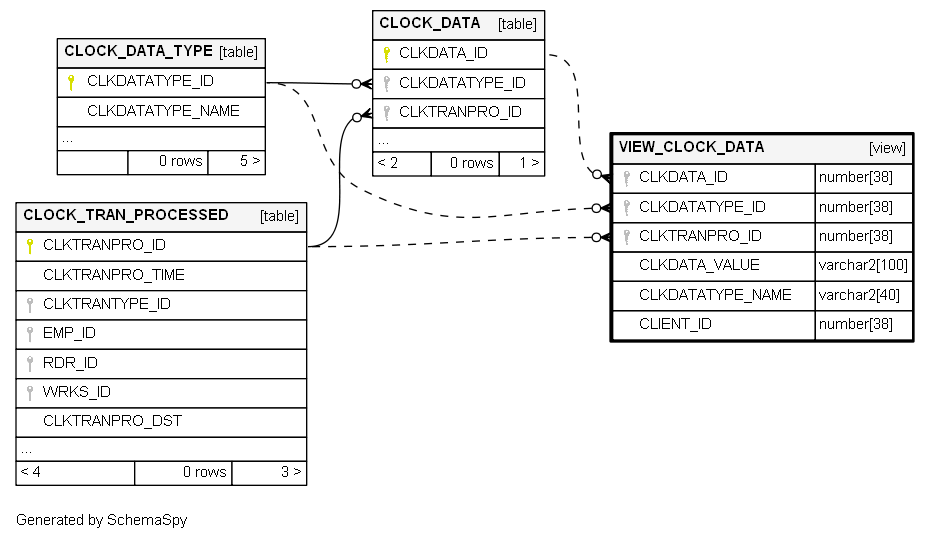 CLOCK_DATA [table]
CLKDATA_ID
CLKDATATYPE_ID
CLKTRANPRO_ID
...
< 2 0 rows 1 >
CLOCK_DATA_TYPE [table]
CLKDATATYPE_ID
CLKDATATYPE_NAME
...
0 rows 5 >
VIEW_CLOCK_DATA [view]
CLKDATA_ID number[38]
CLKDATATYPE_ID number[38]
CLKTRANPRO_ID number[38]
CLKDATA_VALUE varchar2[100]
CLKDATATYPE_NAME varchar2[40]
CLIENT_ID number[38]
CLOCK_TRAN_PROCESSED [table]
CLKTRANPRO_ID
CLKTRANPRO_TIME
CLKTRANTYPE_ID
EMP_ID
RDR_ID
WRKS_ID
CLKTRANPRO_DST
...
< 4 0 rows 3 >
Generated by SchemaSpy